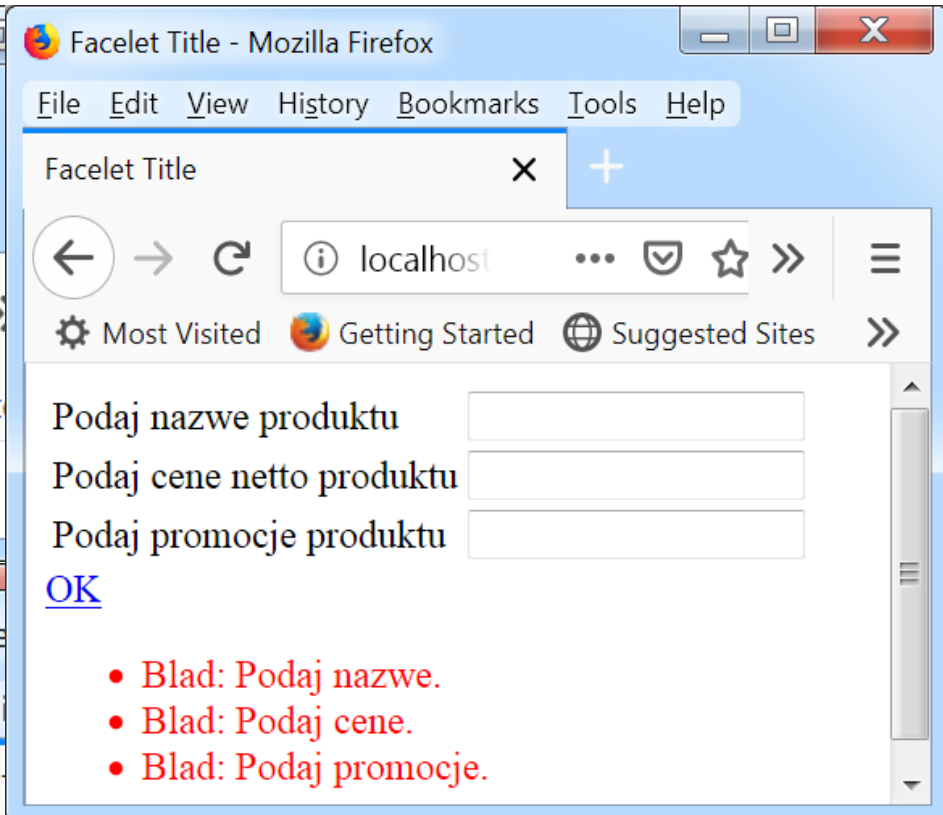 Facelet Title - Mozilla Firefox
File Edit View History Bookmarks Tools Help
Facelet Title
localhost
Most Visited Getting Started Suggested Sites
Podaj nazwe produktu
Podaj cene netto produktu
Podaj promocje produktu
OK
Blad: Podaj nazwe.
Blad: Podaj cene.
Blad: Podaj promocje.